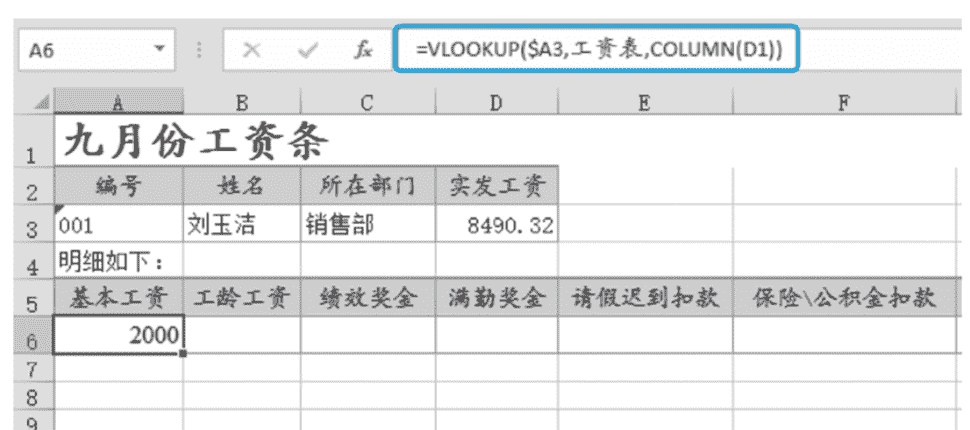 A6 fx =VLOOKUP($A3,工资表,COLUMN(D1))
A B C D E F
1 九月份工资条
2 编号 姓名 所在部门 实发工资
3 001 刘玉洁 销售部 8490.32
4 明细如下：
5 基本工资 工龄工资 绩效奖金 满勤奖金 请假迟到扣款 保险\公积金扣款
6 2000
7
8
9